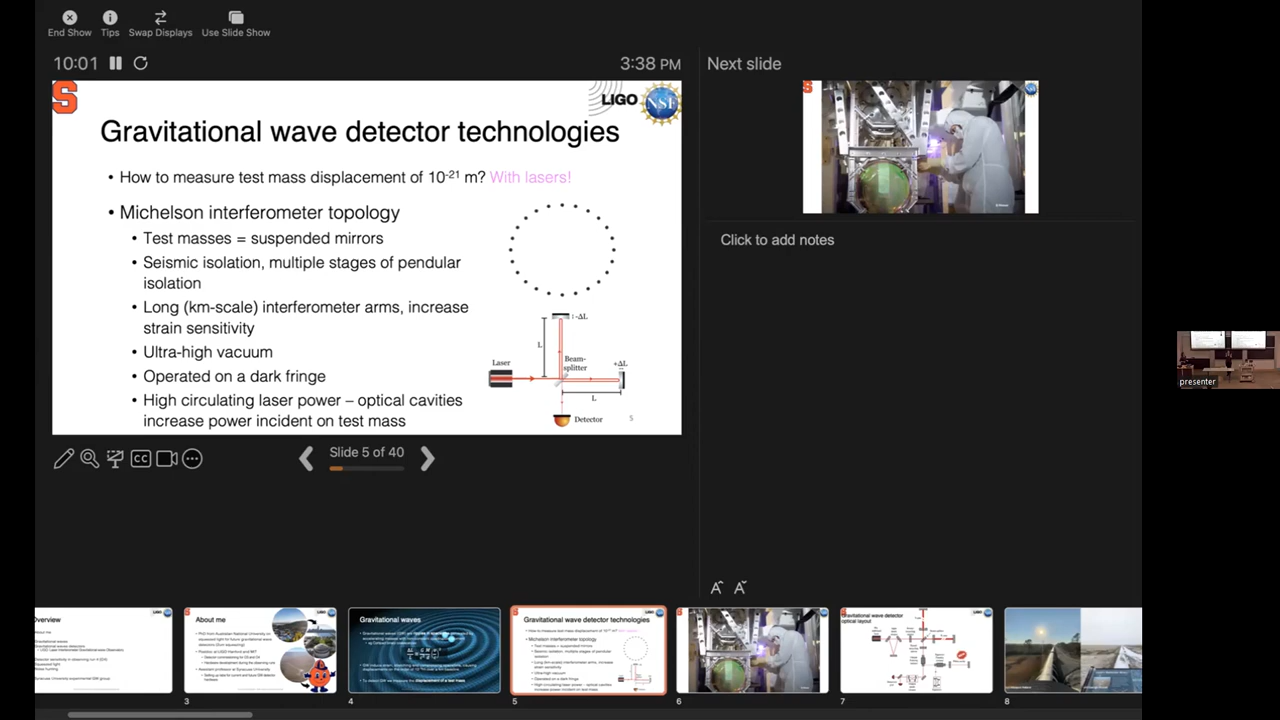 End Show
Tips
Swap Displays
Use Slide Show
10:01
3:38 PM
Next slide
S
LIGO
NSF
Gravitational wave detector technologies
• How to measure test mass displacement of 10⁻²¹ m? With lasers!
• Michelson interferometer topology
• Test masses = suspended mirrors
• Seismic isolation, multiple stages of pendular
isolation
• Long (km-scale) interferometer arms, increase
strain sensitivity
• Ultra-high vacuum
• Operated on a dark fringe
• High circulating laser power – optical cavities
increase power incident on test mass
+-ΔL
L
Laser
Beam-
splitter
+ΔL
L
Detector
5
Click to add notes
presenter
CC
Slide 5 of 40
Overview
About me
Gravitational waves
Gravitational wave detector technologies
Gravitational wave detector
optical layout
3
4
5
6
7
8